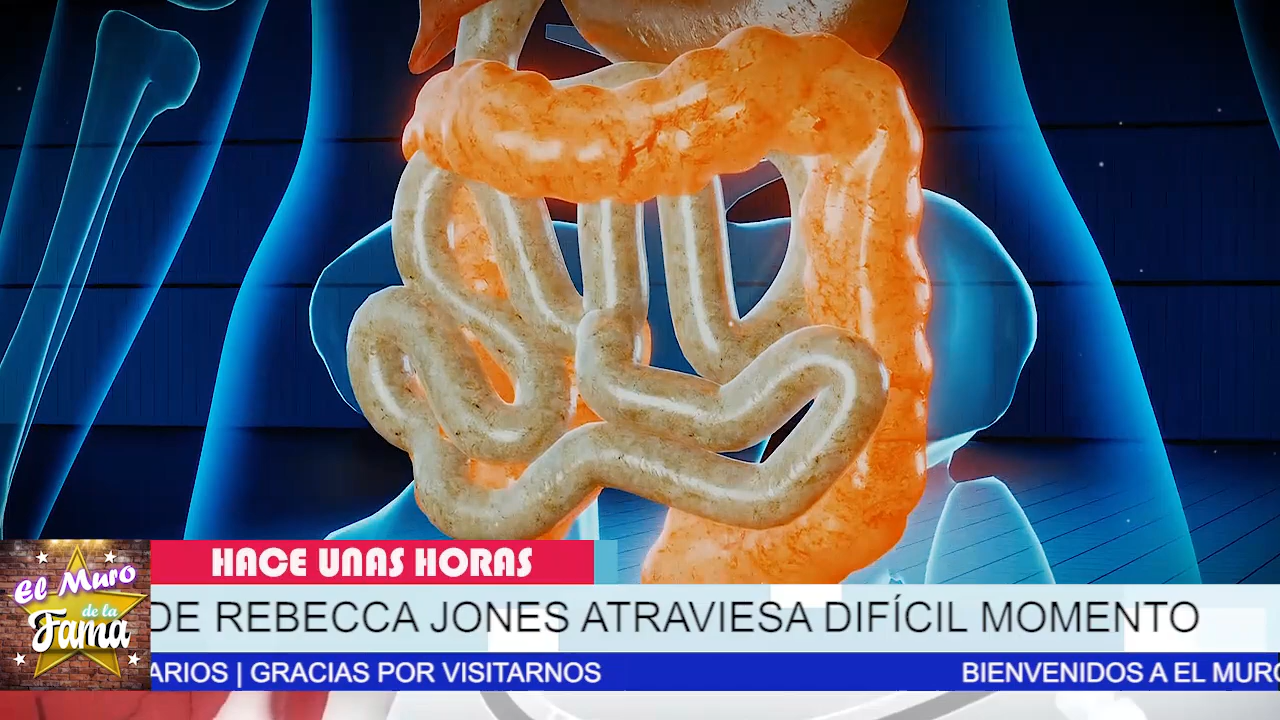 HACE UNAS HORAS
El Muro
de la
Fama
DE REBECCA JONES ATRAVIESA DIFÍCIL MOMENTO
ARIOS | GRACIAS POR VISITARNOS
BIENVENIDOS A EL MURO